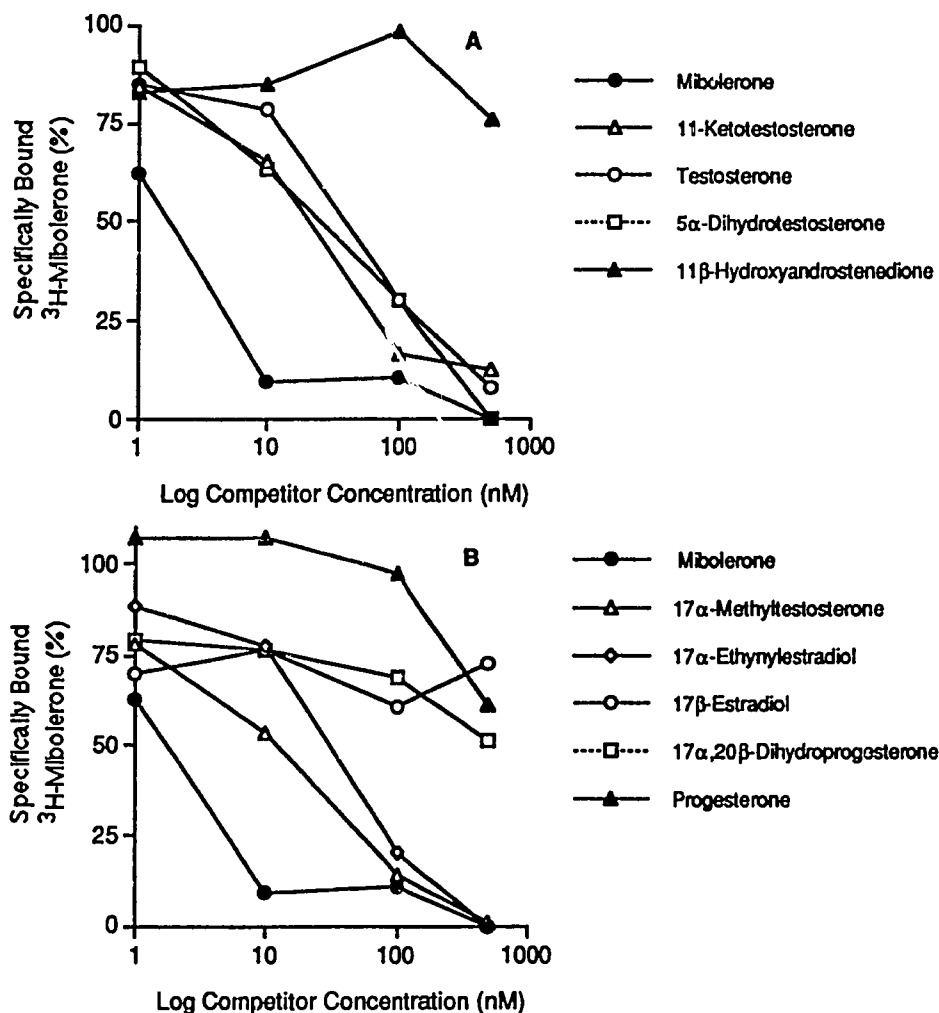 100
75
50
25
0
Specifically Bound
³H-Mibolerone (%)
A
1
10
100
1000
Log Competitor Concentration (nM)
Mibolerone
11-Ketotestosterone
Testosterone
5α-Dihydrotestosterone
11β-Hydroxyandrostenedione
100
75
50
25
0
Specifically Bound
³H-Mibolerone (%)
B
1
10
100
1000
Log Competitor Concentration (nM)
Mibolerone
17α-Methyltestosterone
17α-Ethynylestradiol
17β-Estradiol
17α,20β-Dihydroprogesterone
Progesterone